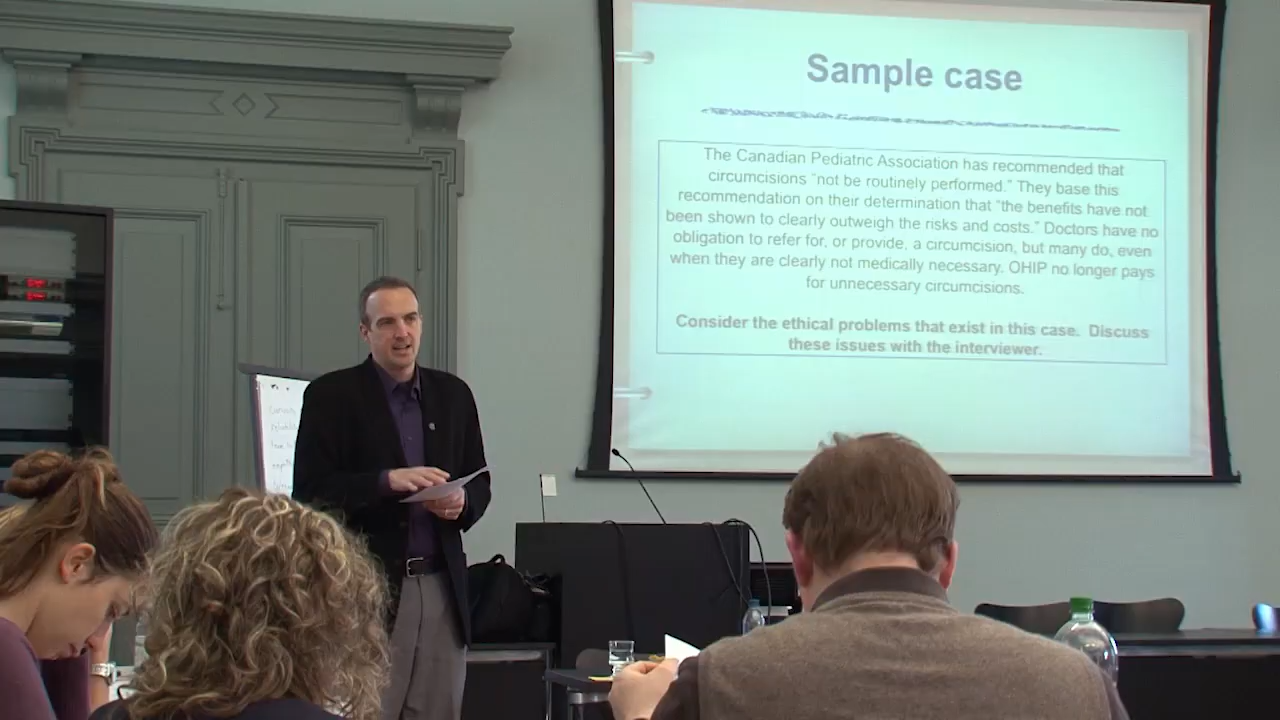 Sample case
The Canadian Pediatric Association has recommended that
circumcisions "not be routinely performed." They base this
recommendation on their determination that "the benefits have not
been shown to clearly outweigh the risks and costs." Doctors have no
obligation to refer for, or provide, a circumcision, but many do, even
when they are clearly not medically necessary. OHIP no longer pays
for unnecessary circumcisions.
Consider the ethical problems that exist in this case. Discuss
these issues with the interviewer.